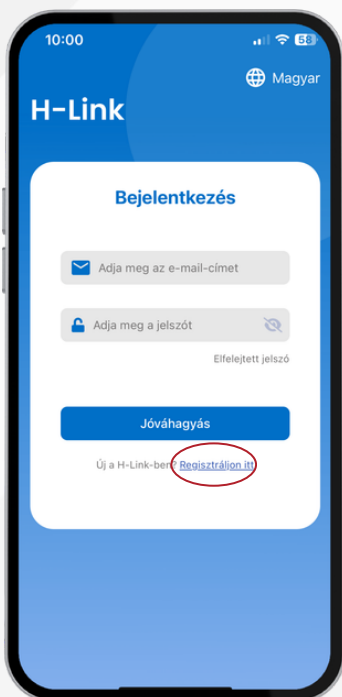 10:00
58
Magyar
H-Link
Bejelentkezés
Adja meg az e-mail-címet
Adja meg a jelszót
Elfelejtett jelszó
Jóváhagyás
Új a H-Link-ben? Regisztráljon itt